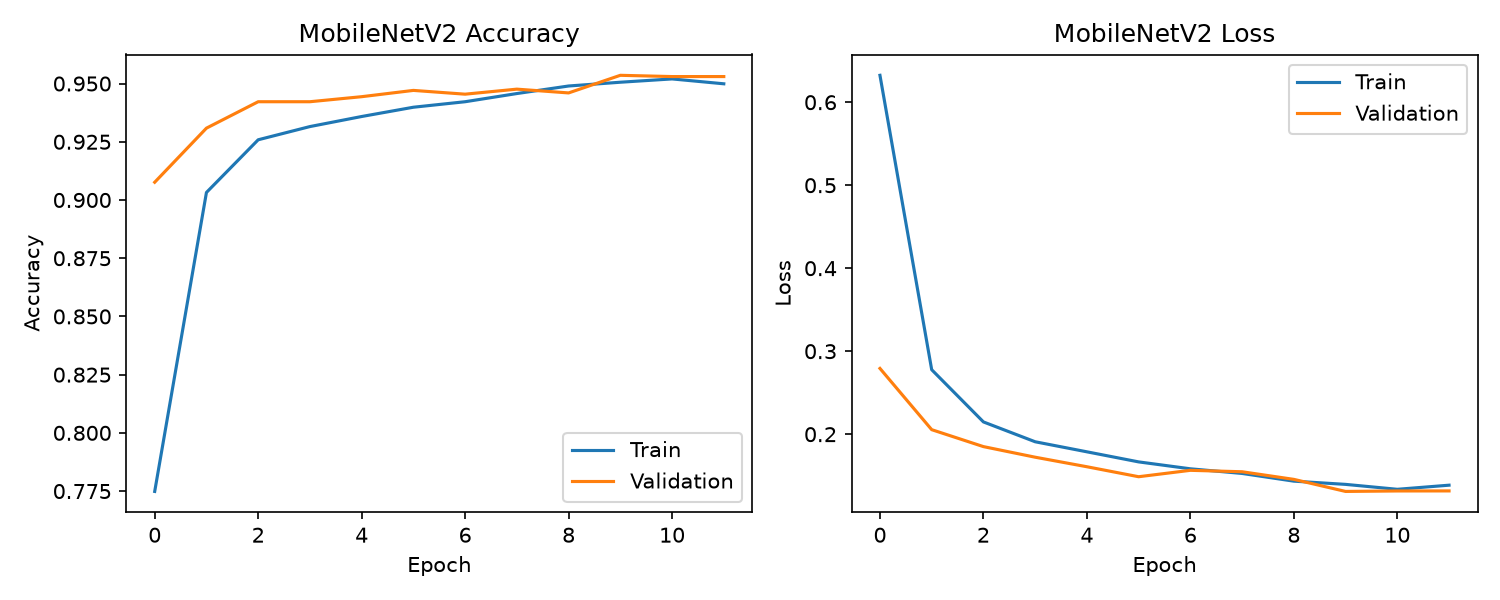 MobileNetV2 Accuracy
Accuracy
0.950
0.925
0.900
0.875
0.850
0.825
0.800
0.775
Train
Validation
0 2 4 6 8 10
Epoch
MobileNetV2 Loss
Loss
0.6
0.5
0.4
0.3
0.2
Train
Validation
0 2 4 6 8 10
Epoch